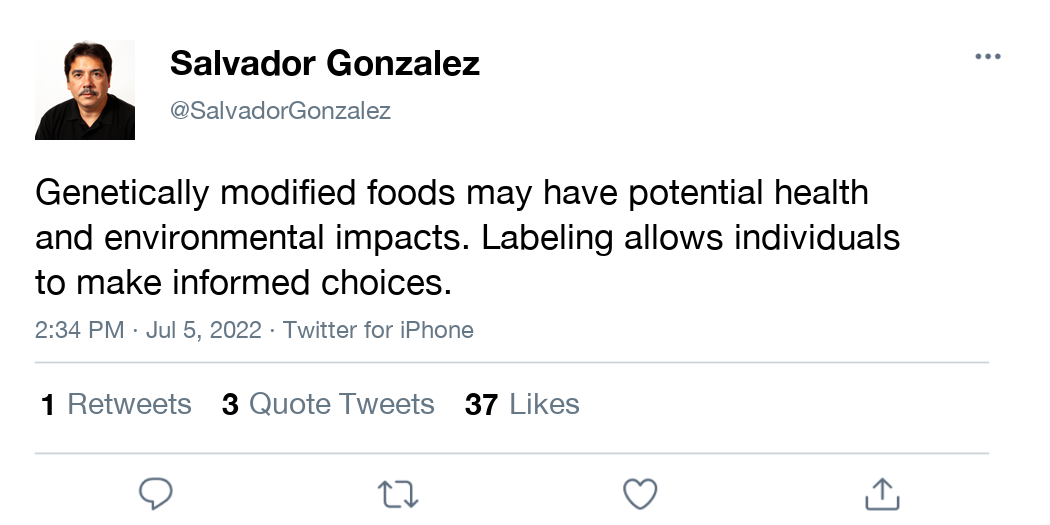 Salvador Gonzalez
@SalvadorGonzalez
Genetically modified foods may have potential health
and environmental impacts. Labeling allows individuals
to make informed choices.
2:34 PM · Jul 5, 2022 · Twitter for iPhone
1 Retweets 3 Quote Tweets 37 Likes